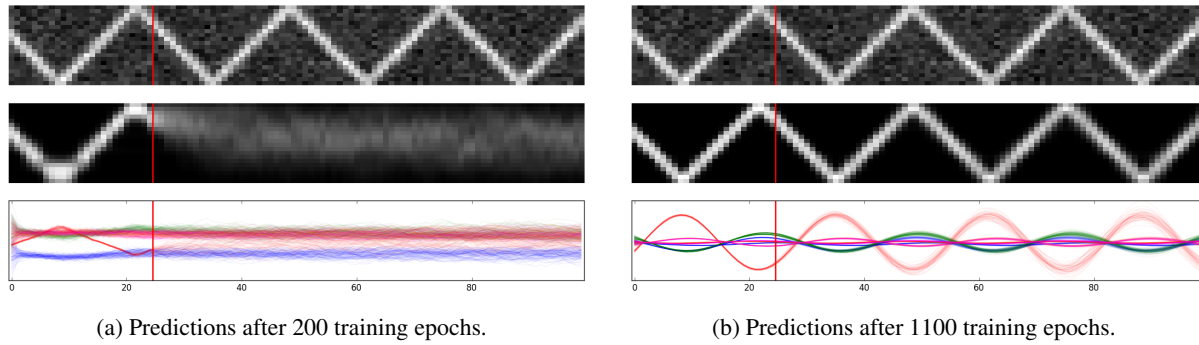 0 20 40 60 80
0 20 40 60 80
(a) Predictions after 200 training epochs.
(b) Predictions after 1100 training epochs.